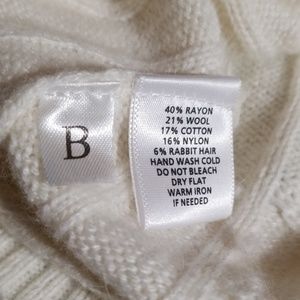 B
40% RAYON
21% WOOL
17% COTTON
16% NYLON
6% RABBIT HAIR
HAND WASH COLD
DO NOT BLEACH
DRY FLAT
WARM IRON
IF NEEDED